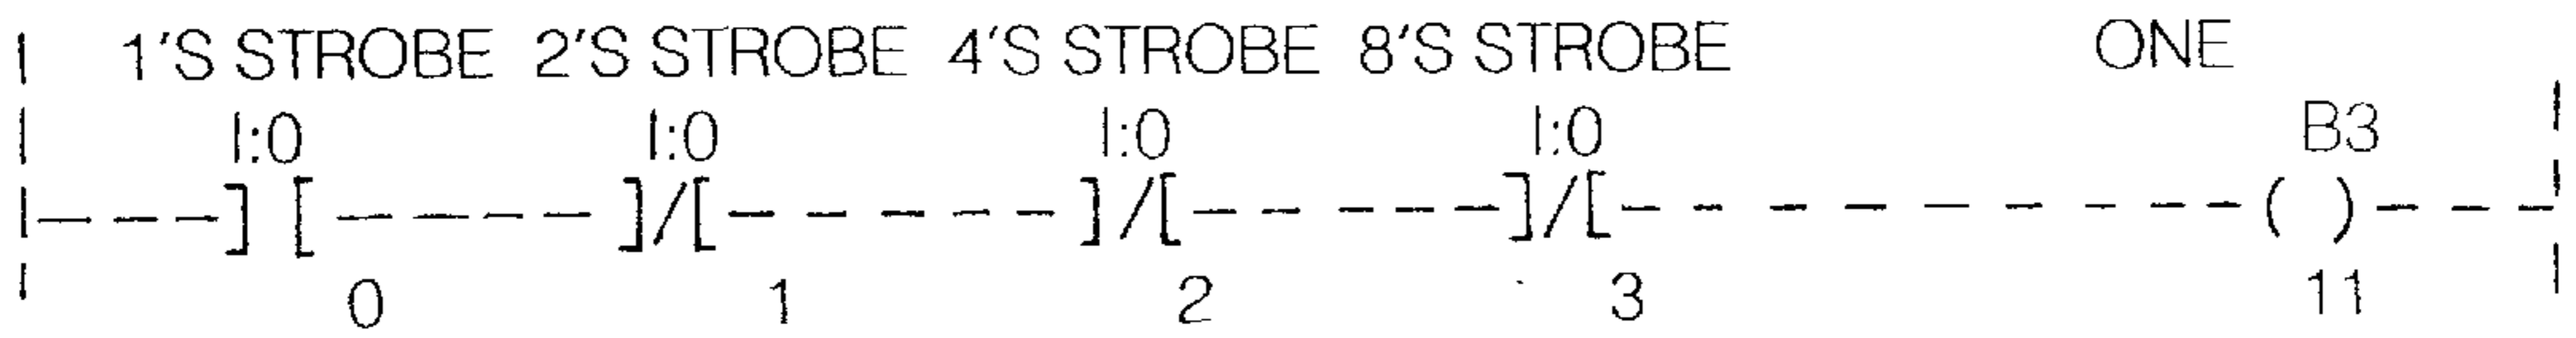 1'S STROBE 2'S STROBE 4'S STROBE 8'S STROBE ONE
I:0 I:0 I:0 I:0 B3
] [ ]/[ ]/[ ]/[ ( )
0 1 2 3 11